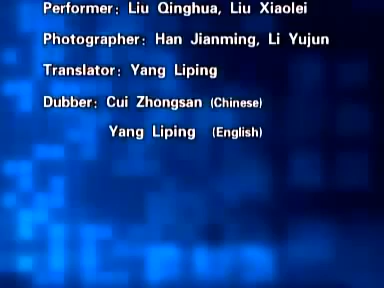 Performer: Liu Qinghua, Liu Xiaolei
Photographer: Han Jianming, Li Yujun
Translator: Yang Liping
Dubber: Cui Zhongsan (Chinese)
Yang Liping (English)